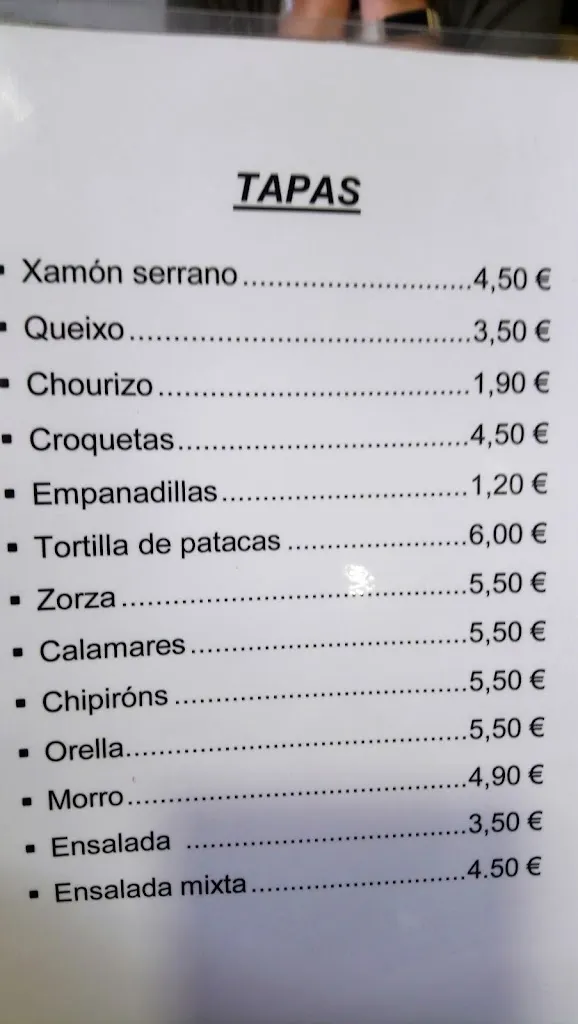 TAPAS
▪ Xamón serrano............................4,50 €
▪ Queixo.........................................3,50 €
▪ Chourizo.....................................1,90 €
▪ Croquetas...................................4,50 €
▪ Empanadillas..............................1,20 €
▪ Tortilla de patacas ......................6,00 €
▪ Zorza..........................................5,50 €
▪ Calamares..................................5,50 €
▪ Chipiróns ...................................5,50 €
▪ Orella..........................................5,50 €
▪ Morro..........................................4,90 €
▪ Ensalada ...................................3,50 €
▪ Ensalada mixta...........................4.50 €